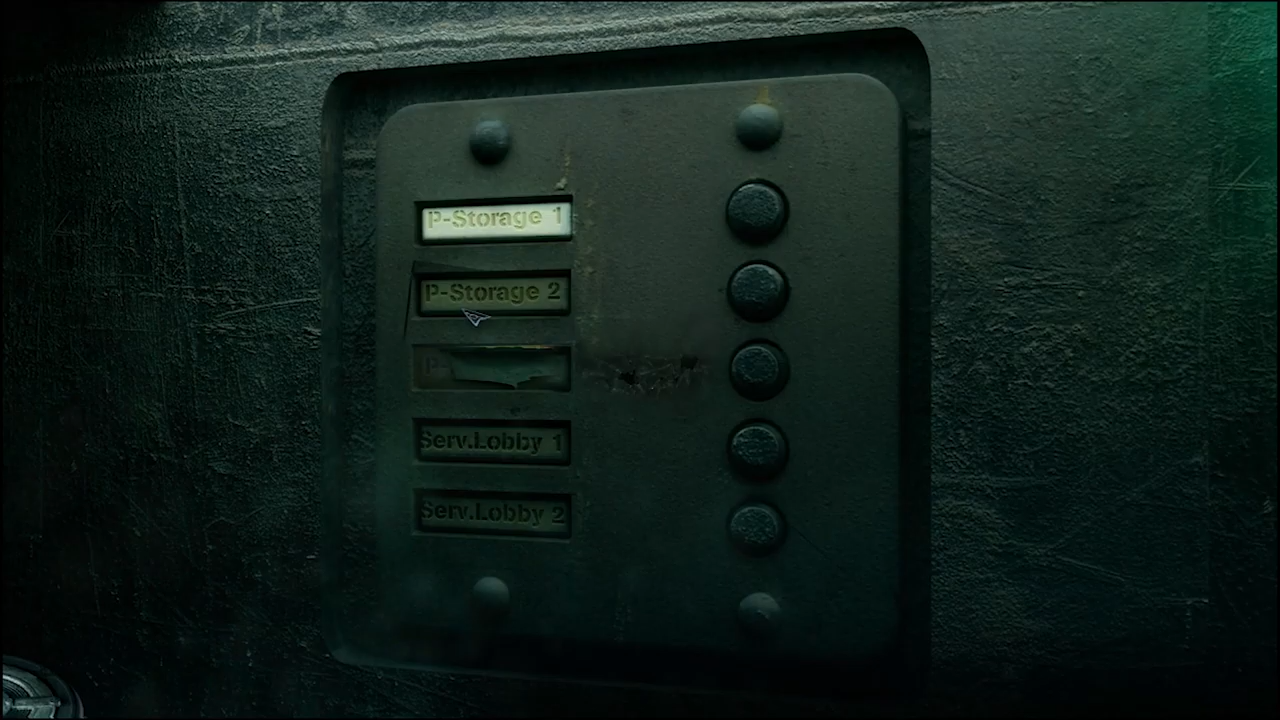 P-Storage 1
P-Storage 2
P-
Serv.Lobby 1
Serv.Lobby 2